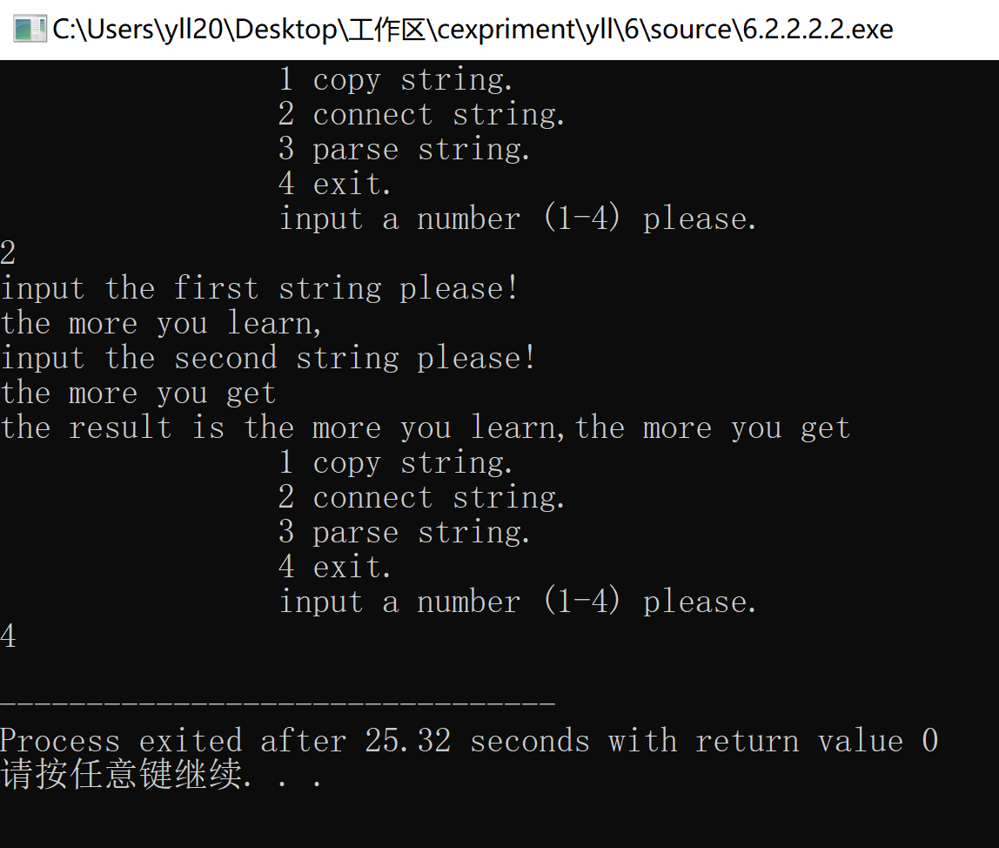 C:\Users\yll20\Desktop\工作区\cexpriment\yll\6\source\6.2.2.2.2.exe
1 copy string.
2 connect string.
3 parse string.
4 exit.
input a number (1-4) please.
2
input the first string please!
the more you learn,
input the second string please!
the more you get
the result is the more you learn,the more you get
1 copy string.
2 connect string.
3 parse string.
4 exit.
input a number (1-4) please.
4
--------------------------------
Process exited after 25.32 seconds with return value 0
请按任意键继续. . .